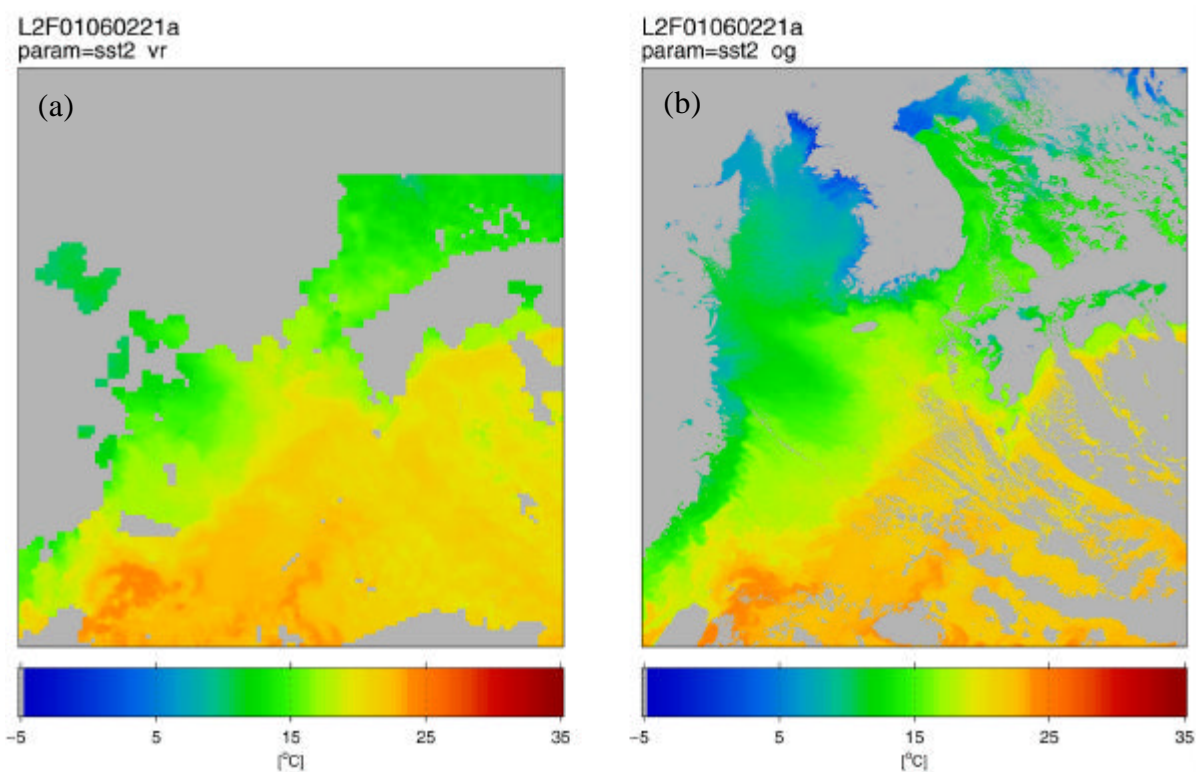 L2F01060221a
param=sst2 vr
(a)
−5 5 15 25 35
[°C]
L2F01060221a
param=sst2 og
(b)
−5 5 15 25 35
[°C]